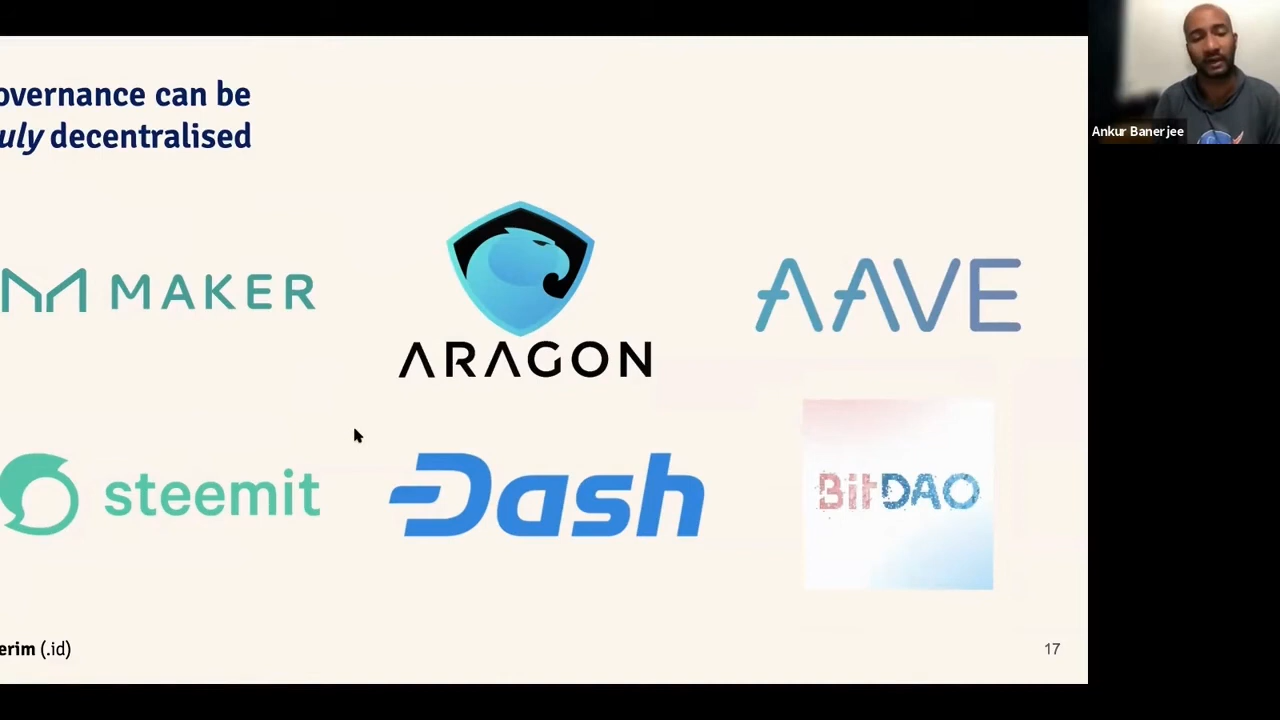 overnance can be
uly decentralised
Ankur Banerjee
MAKER
ARAGON
AAVE
steemit
Dash
BitDAO
erim (.id)
17